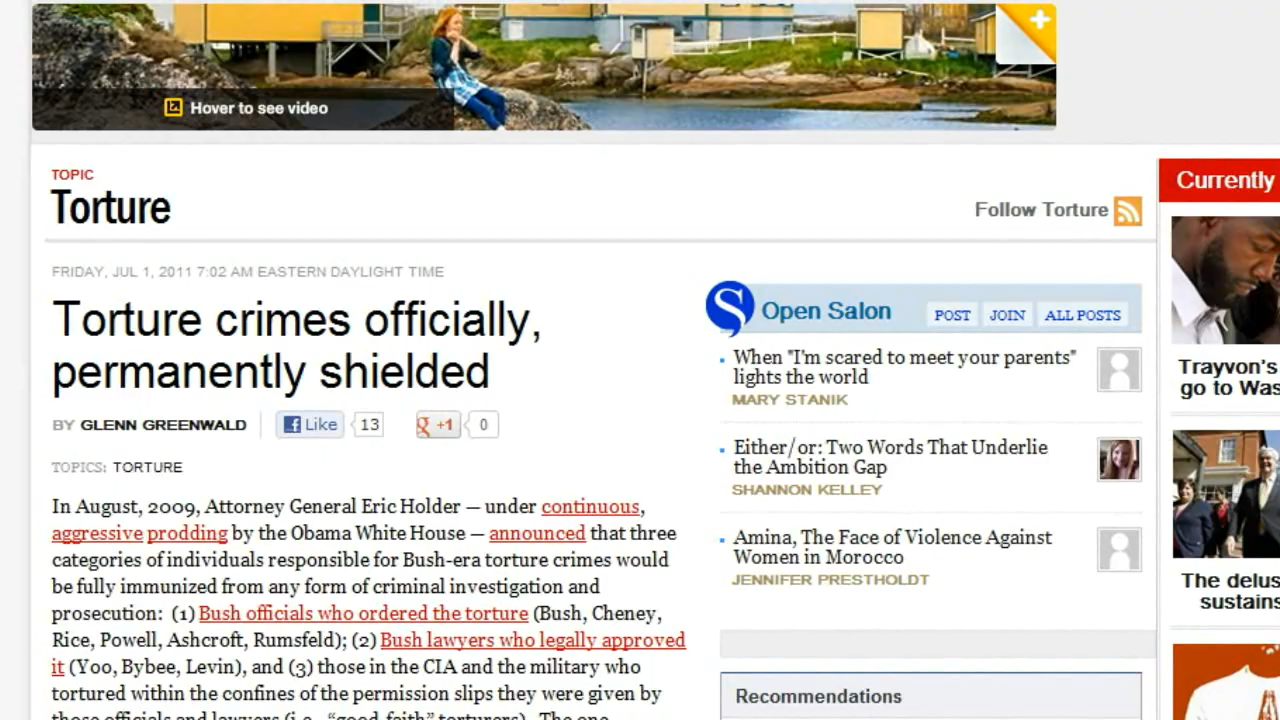 Hover to see video
TOPIC
Torture
Follow Torture
FRIDAY, JUL 1, 2011 7:02 AM EASTERN DAYLIGHT TIME
Torture crimes officially,
permanently shielded
BY GLENN GREENWALD
Like
13
+1
0
TOPICS: TORTURE
In August, 2009, Attorney General Eric Holder — under continuous,
aggressive prodding by the Obama White House — announced that three
categories of individuals responsible for Bush-era torture crimes would
be fully immunized from any form of criminal investigation and
prosecution: (1) Bush officials who ordered the torture (Bush, Cheney,
Rice, Powell, Ashcroft, Rumsfeld); (2) Bush lawyers who legally approved
it (Yoo, Bybee, Levin), and (3) those in the CIA and the military who
tortured within the confines of the permission slips they were given by
those officials and lawyers (i.e., “good-faith” torturers). The one
Open Salon
POST
JOIN
ALL POSTS
When "I'm scared to meet your parents"
lights the world
MARY STANIK
Either/or: Two Words That Underlie
the Ambition Gap
SHANNON KELLEY
Amina, The Face of Violence Against
Women in Morocco
JENNIFER PRESTHOLDT
Recommendations
Currently
Trayvon's
go to Was
The delus
sustains